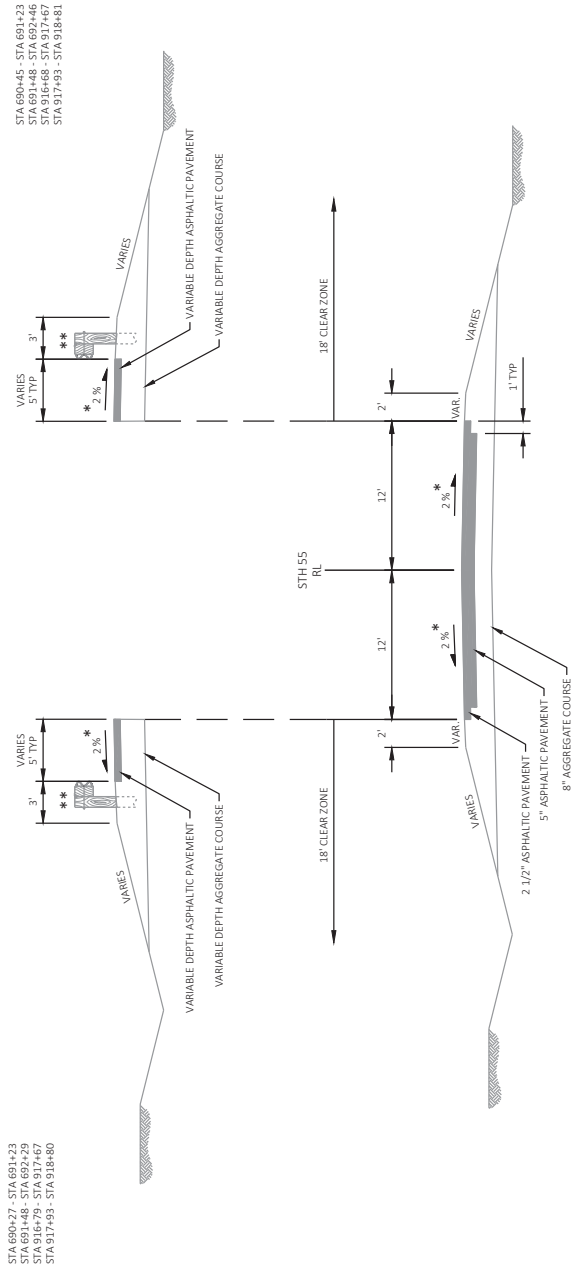 STA 690+27 - STA 691+23
STA 691+48 - STA 692+29
STA 916+79 - STA 917+67
STA 917+93 - STA 918+80
STA 690+45 - STA 691+23
STA 691+48 - STA 692+46
STA 916+68 - STA 917+67
STA 917+93 - STA 918+81
3'
VARIES
5' TYP
**
*
2 %
VARIES
VARIABLE DEPTH ASPHALTIC PAVEMENT
VARIABLE DEPTH AGGREGATE COURSE
VARIES
5' TYP
3'
*
2 %
**
VARIES
VARIABLE DEPTH ASPHALTIC PAVEMENT
VARIABLE DEPTH AGGREGATE COURSE
18' CLEAR ZONE
STH 55
RL
18' CLEAR ZONE
2'
12'
12'
2'
VARIES
VAR.
2 % *
2 % *
VAR.
VARIES
1' TYP
2 1/2" ASPHALTIC PAVEMENT
5" ASPHALTIC PAVEMENT
8" AGGREGATE COURSE